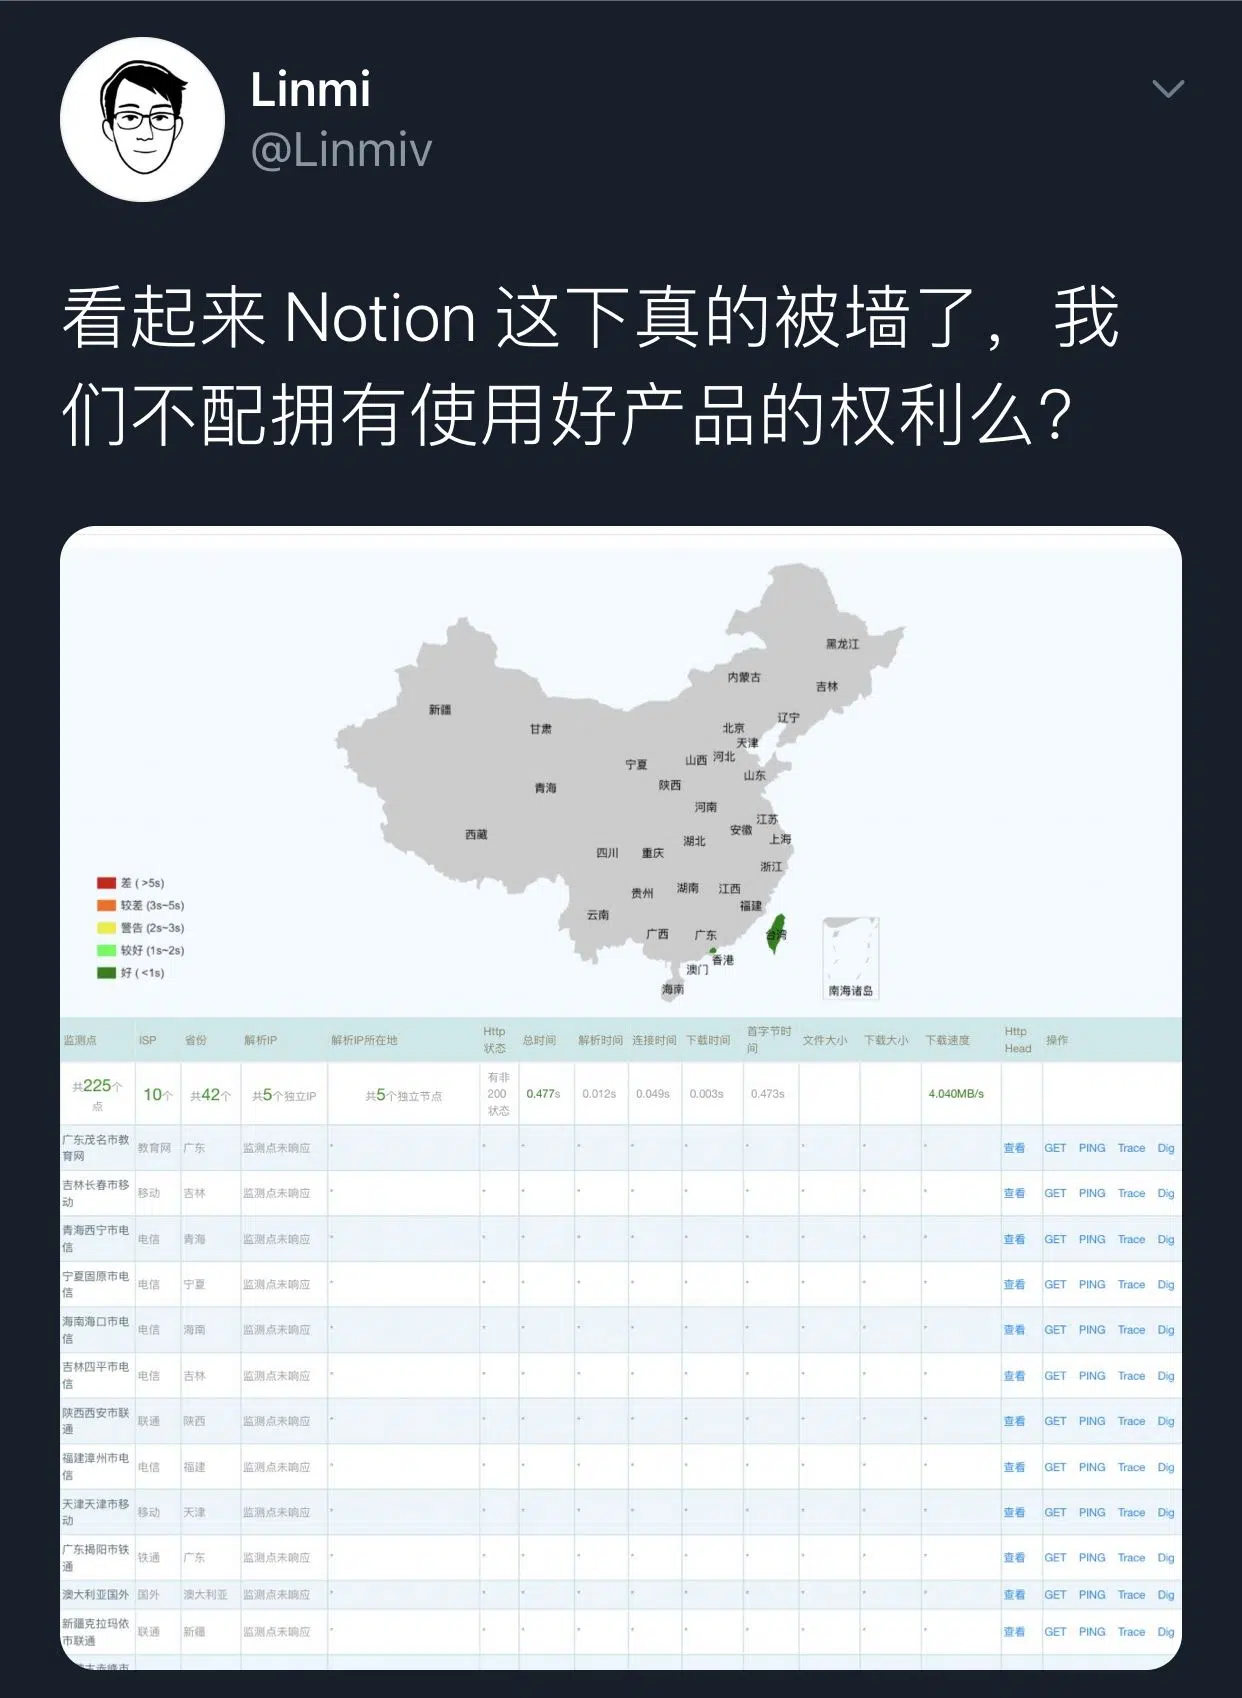 Linmi
@Linmiv
看起来 Notion 这下真的被墙了，我
们不配拥有使用好产品的权利么？
黑龙江
内蒙古
吉林
新疆
辽宁
甘肃
北京
天津
宁夏
山西
河北
山东
陕西
青海
河南
江苏
安徽
西藏
湖北
上海
四川
重庆
浙江
贵州
湖南
江西
福建
云南
广西
广东
台湾
香港
澳门
海南
南海诸岛
差 ( >5s)
较差 (3s~5s)
警告 (2s~3s)
较好 (1s~2s)
好 ( <1s)
监测点 ISP 省份 解析IP 解析IP所在地 Http 状态 总时间 解析时间 连接时间 下载时间 首字节时间 文件大小 下载大小 下载速度 Http Head 操作
共225个点 10个 共42个 共5个独立IP 共5个独立节点 有非200状态 0.477s 0.012s 0.049s 0.003s 0.473s 4.040MB/s
广东茂名市教育网 教育网 广东 监测点未响应 * * * * * * * * * * 查看 GET PING Trace Dig
吉林长春市移动 移动 吉林 监测点未响应 * * * * * * * * * * 查看 GET PING Trace Dig
青海西宁市电信 电信 青海 监测点未响应 * * * * * * * * * * 查看 GET PING Trace Dig
宁夏固原市电信 电信 宁夏 监测点未响应 * * * * * * * * * * 查看 GET PING Trace Dig
海南海口市电信 电信 海南 监测点未响应 * * * * * * * * * * 查看 GET PING Trace Dig
吉林四平市电信 电信 吉林 监测点未响应 * * * * * * * * * * 查看 GET PING Trace Dig
陕西西安市联通 联通 陕西 监测点未响应 * * * * * * * * * * 查看 GET PING Trace Dig
福建漳州市电信 电信 福建 监测点未响应 * * * * * * * * * * 查看 GET PING Trace Dig
天津天津市移动 移动 天津 监测点未响应 * * * * * * * * * * 查看 GET PING Trace Dig
广东揭阳市铁通 铁通 广东 监测点未响应 * * * * * * * * * * 查看 GET PING Trace Dig
澳大利亚国外 国外 澳大利亚 监测点未响应 * * * * * * * * * * 查看 GET PING Trace Dig
新疆克拉玛依市联通 联通 新疆 监测点未响应 * * * * * * * * * * 查看 GET PING Trace Dig